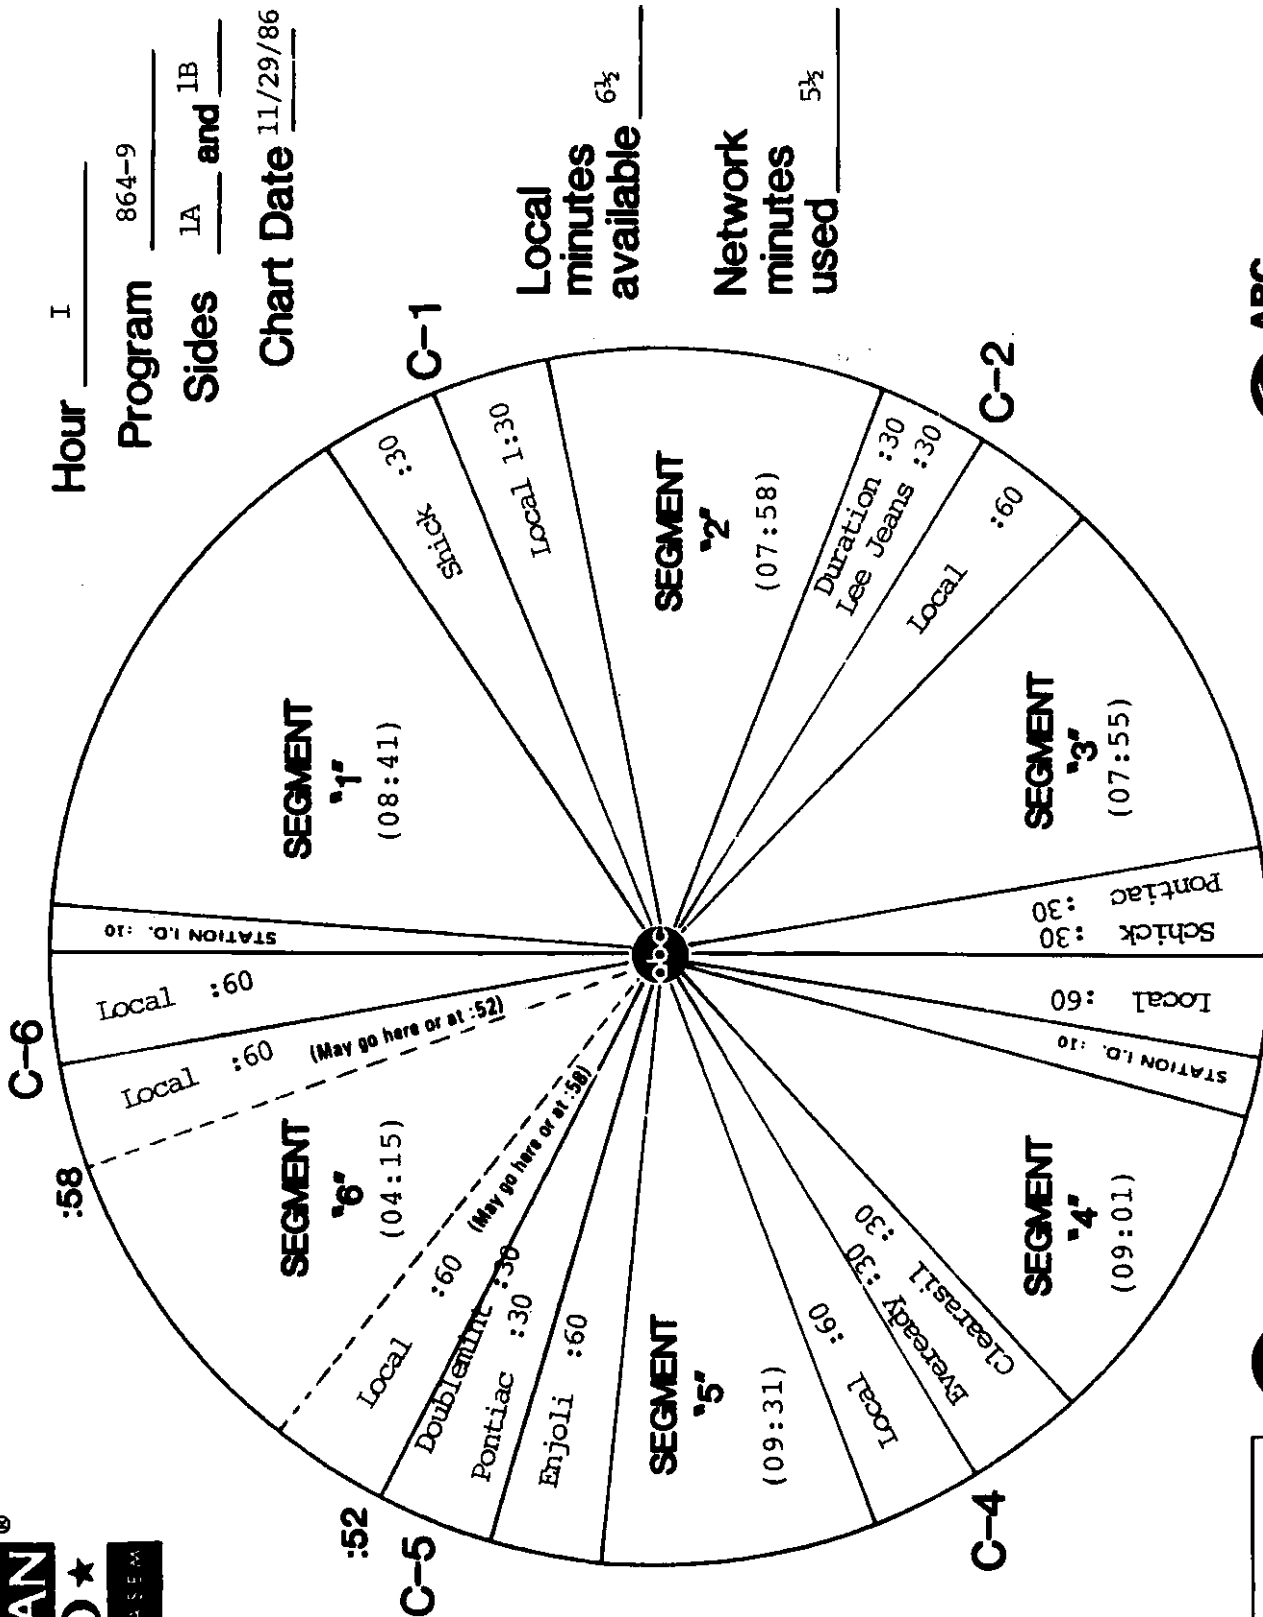 Hour I
Program 864-9
Sides 1A and 1B
Chart Date 11/29/86
Local
minutes
available 6½
Network
minutes
used 5½
SEGMENT
"1"
(08:41)
Shick :30
C-1
Local 1:30
SEGMENT
"2"
(07:58)
Duration :30
Lee Jeans :30
C-2
Local :60
SEGMENT
"3"
(07:55)
Pontiac :30
Schick :30
Local :60
STATION I.D. :10
SEGMENT
"4"
(09:01)
Clearasil :30
Eveready :30
C-4
Local :60
SEGMENT
"5"
(09:31)
Enjoli :60
Pontiac :30
Doublemint :30
C-5
:52
Local :60 (May go here or at :58)
SEGMENT
"6"
(04:15)
:58
Local :60 (May go here or at :52)
C-6
Local :60
STATION I.D. :10
abc
ABC
AN®